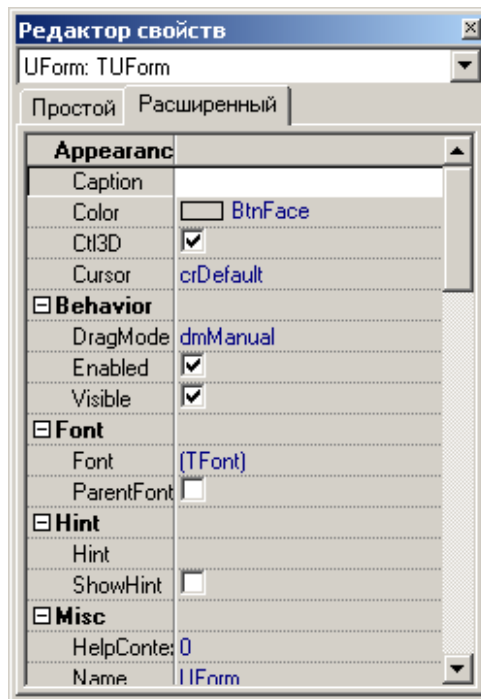 Редактор свойств
UForm: TUForm
Простой Расширенный
Appearanc
Caption
Color BtnFace
Ctl3D
Cursor crDefault
Behavior
DragMode dmManual
Enabled
Visible
Font
Font (TFont)
ParentFont
Hint
Hint
ShowHint
Misc
HelpConte: 0
Name UForm